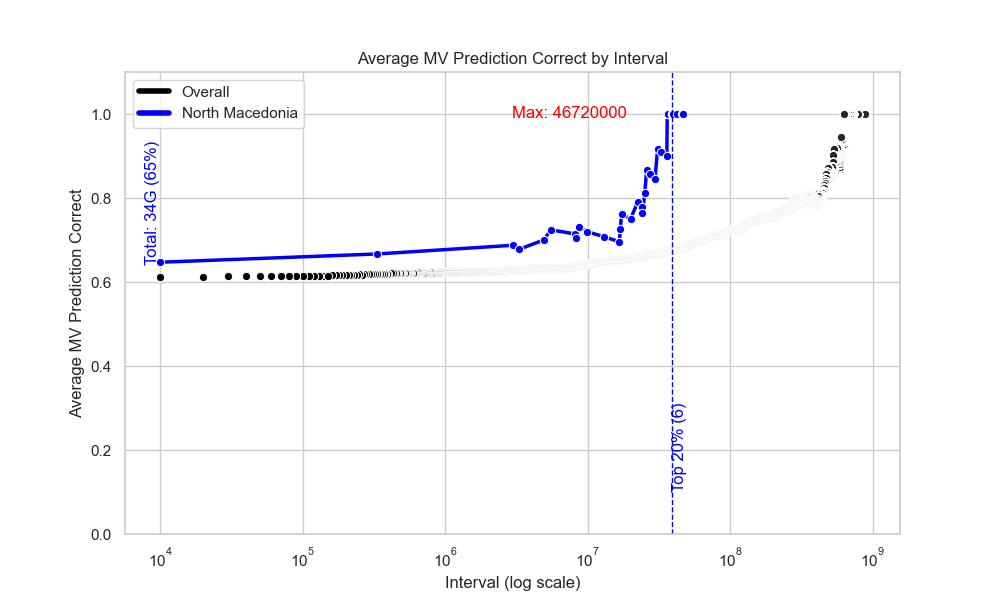 Average MV Prediction Correct by Interval
Overall
North Macedonia
Max: 46720000
Total: 34G (65%)
Top 20% (6)
Average MV Prediction Correct
1.0
0.8
0.6
0.4
0.2
0.0
10^4 10^5 10^6 10^7 10^8 10^9
Interval (log scale)